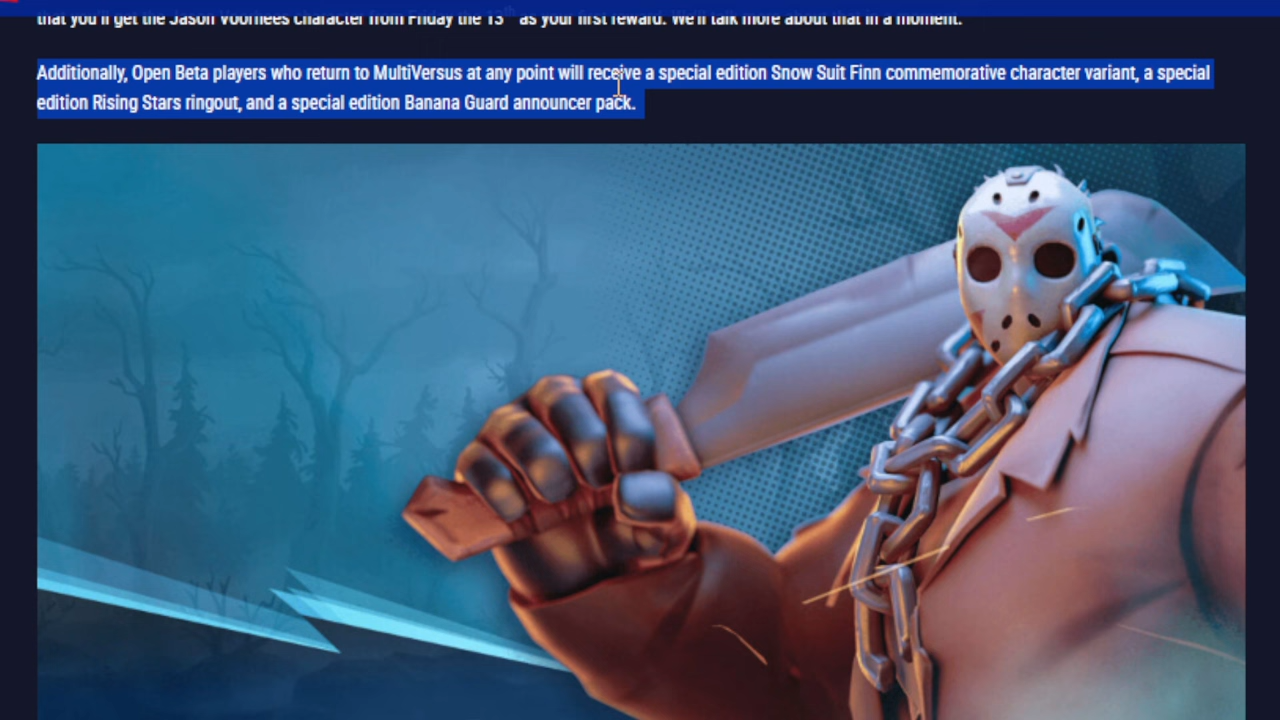 that you'll get the Jason Voorhees character from Friday the 13th as your first reward. We'll talk more about that in a moment.
Additionally, Open Beta players who return to MultiVersus at any point will receive a special edition Snow Suit Finn commemorative character variant, a special
edition Rising Stars ringout, and a special edition Banana Guard announcer pack.